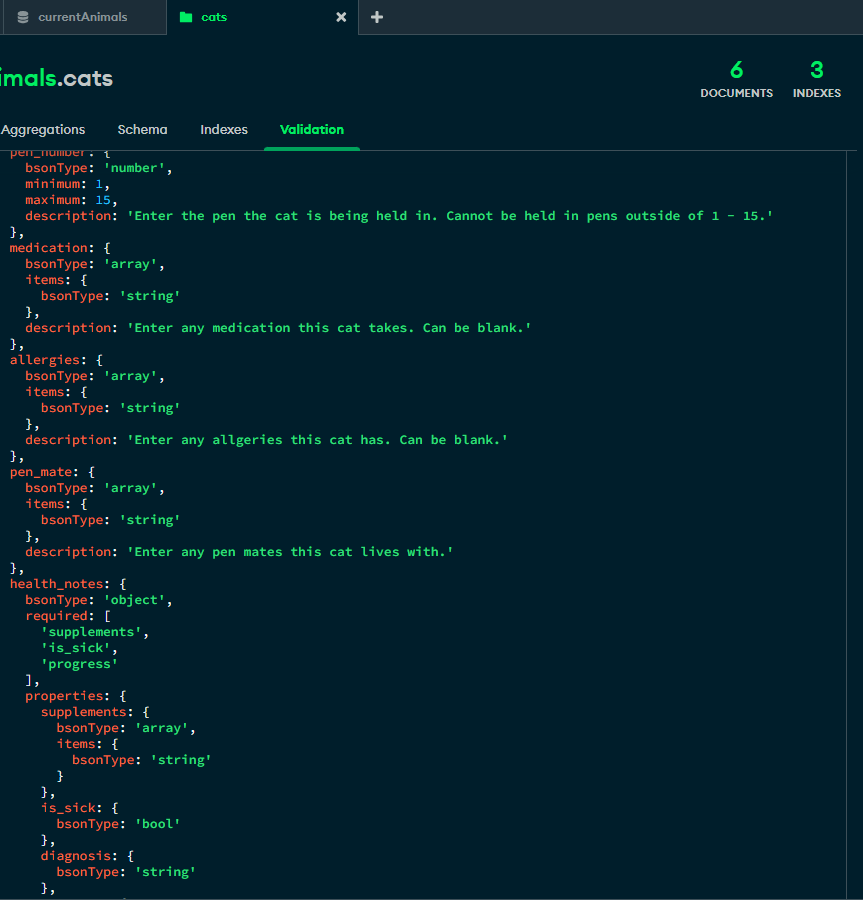 currentAnimals
cats
imals.cats
6
DOCUMENTS
3
INDEXES
Aggregations
Schema
Indexes
Validation
pen_number: {
bsonType: 'number',
minimum: 1,
maximum: 15,
description: 'Enter the pen the cat is being held in. Cannot be held in pens outside of 1 - 15.'
},
medication: {
bsonType: 'array',
items: {
bsonType: 'string'
},
description: 'Enter any medication this cat takes. Can be blank.'
},
allergies: {
bsonType: 'array',
items: {
bsonType: 'string'
},
description: 'Enter any allgeries this cat has. Can be blank.'
},
pen_mate: {
bsonType: 'array',
items: {
bsonType: 'string'
},
description: 'Enter any pen mates this cat lives with.'
},
health_notes: {
bsonType: 'object',
required: [
'supplements',
'is_sick',
'progress'
],
properties: {
supplements: {
bsonType: 'array',
items: {
bsonType: 'string'
}
},
is_sick: {
bsonType: 'bool'
},
diagnosis: {
bsonType: 'string'
},